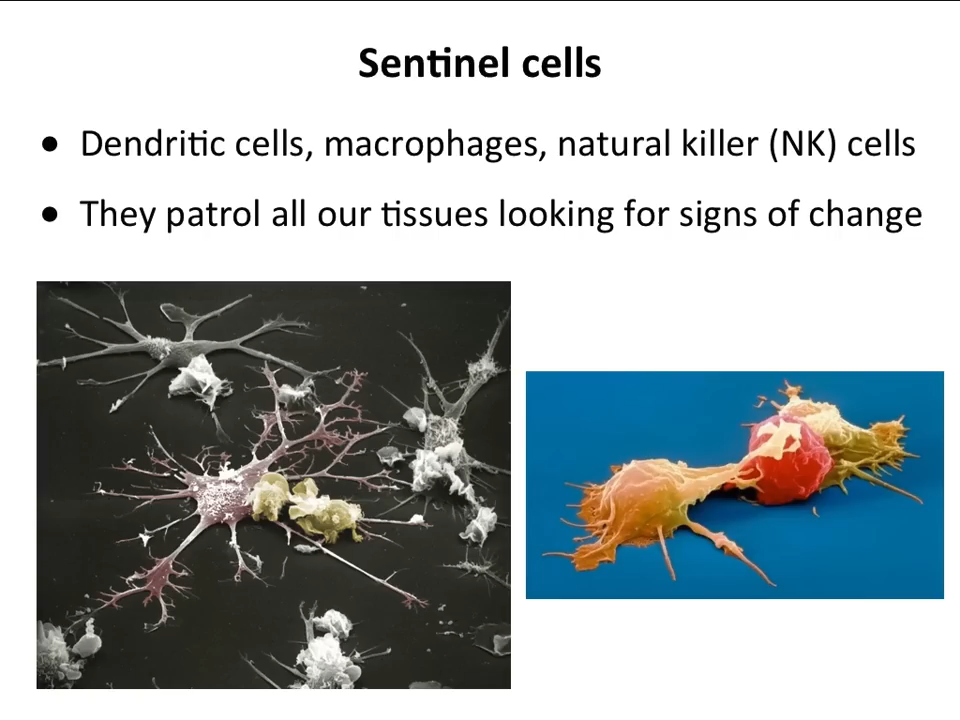 Sentinel cells
● Dendritic cells, macrophages, natural killer (NK) cells
● They patrol all our tissues looking for signs of change